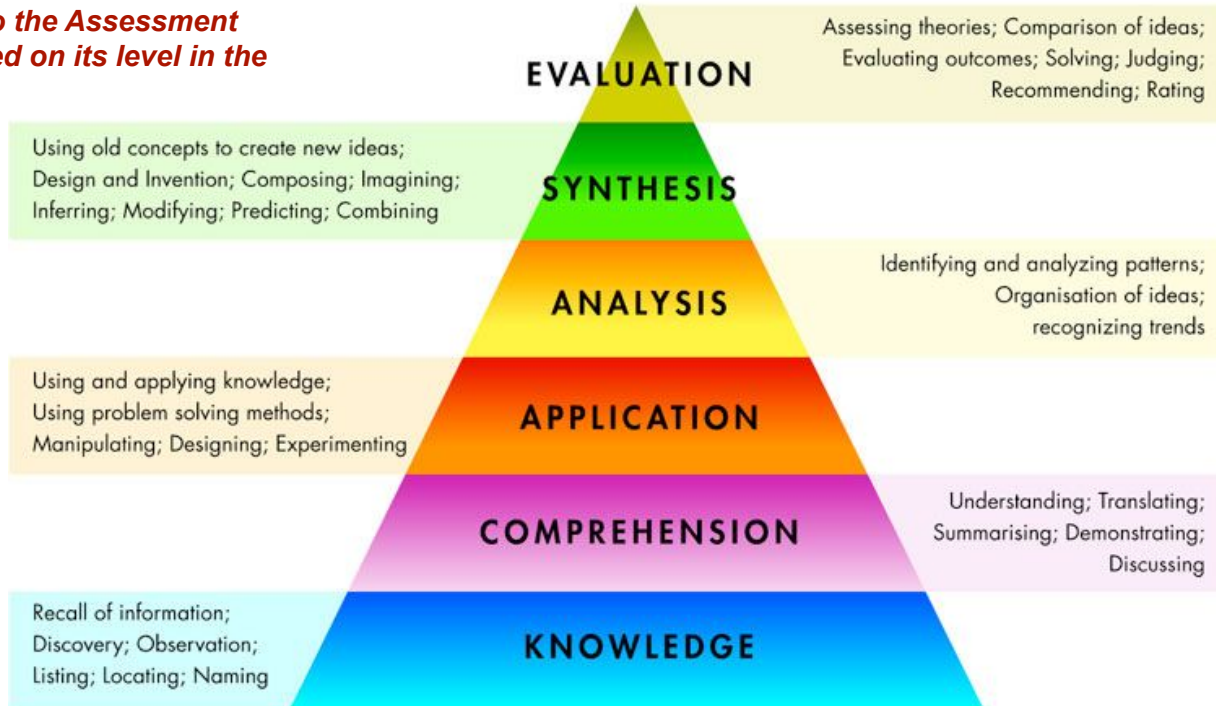 the Assessment
ed on its level in the
EVALUATION
Assessing theories; Comparison of ideas;
Evaluating outcomes; Solving; Judging;
Recommending; Rating
Using old concepts to create new ideas;
Design and Invention; Composing; Imagining;
Inferring; Modifying; Predicting; Combining
SYNTHESIS
ANALYSIS
Identifying and analyzing patterns;
Organisation of ideas;
recognizing trends
Using and applying knowledge;
Using problem solving methods;
Manipulating; Designing; Experimenting
APPLICATION
COMPREHENSION
Understanding; Translating;
Summarising; Demonstrating;
Discussing
Recall of information;
Discovery; Observation;
Listing; Locating; Naming
KNOWLEDGE